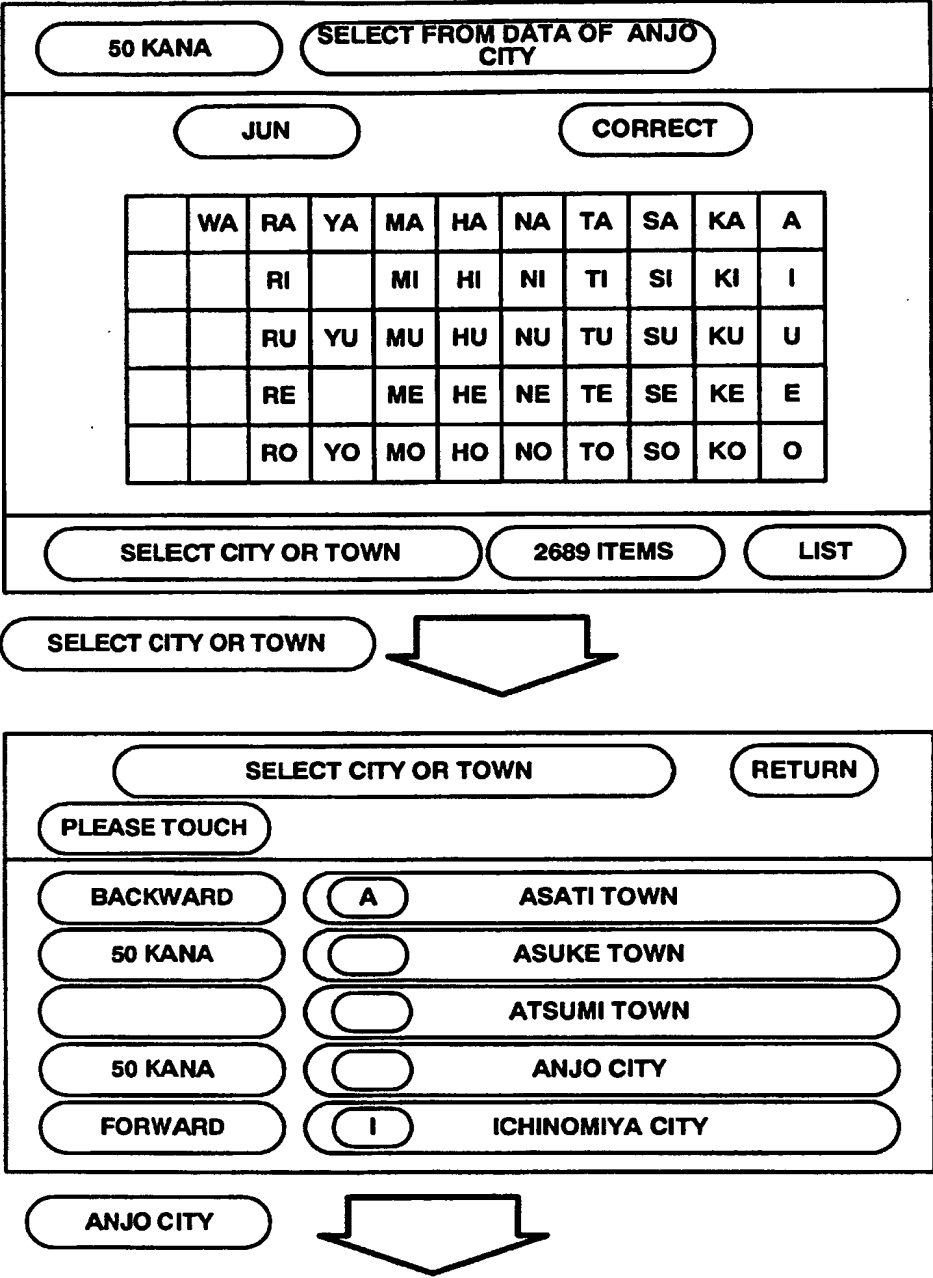 50 KANA
SELECT FROM DATA OF ANJO
CITY
JUN
CORRECT
WA RA YA MA HA NA TA SA KA A
RI MI HI NI TI SI KI I
RU YU MU HU NU TU SU KU U
RE ME HE NE TE SE KE E
RO YO MO HO NO TO SO KO O
SELECT CITY OR TOWN
2689 ITEMS
LIST
SELECT CITY OR TOWN
SELECT CITY OR TOWN
RETURN
PLEASE TOUCH
BACKWARD A ASATI TOWN
50 KANA ASUKE TOWN
ATSUMI TOWN
50 KANA ANJO CITY
FORWARD I ICHINOMIYA CITY
ANJO CITY